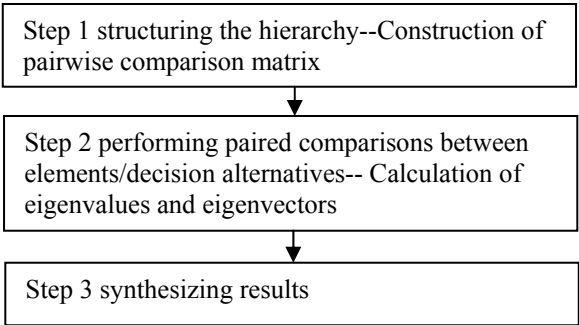 Step 1 structuring the hierarchy--Construction of
pairwise comparison matrix
Step 2 performing paired comparisons between
elements/decision alternatives-- Calculation of
eigenvalues and eigenvectors
Step 3 synthesizing results